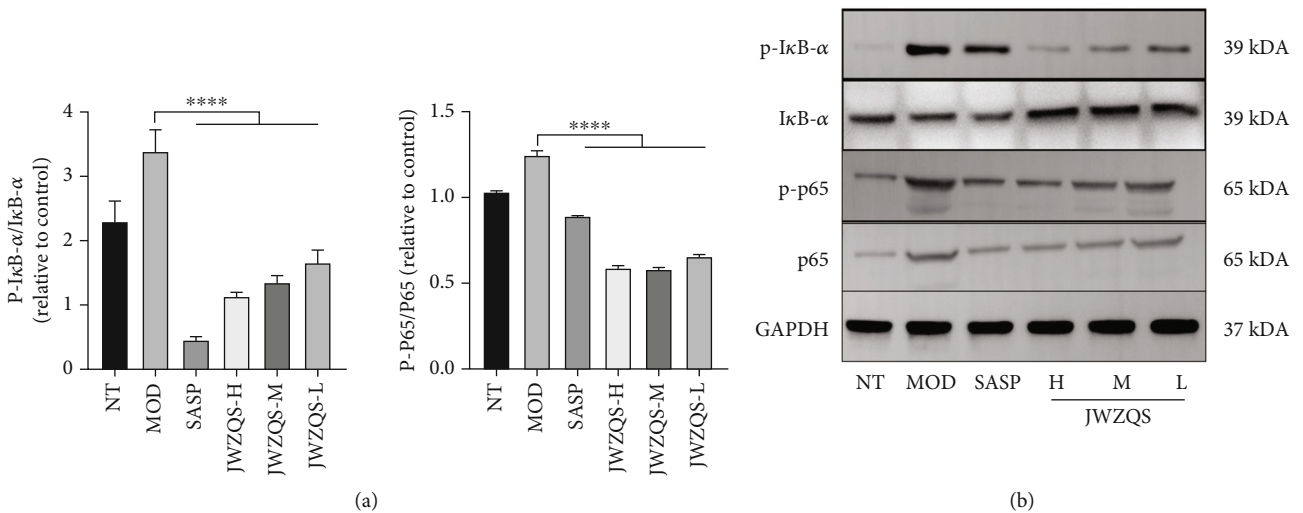 P-IκB-α/IκB-α
(relative to control)
4
3
2
1
0
****
NT
MOD
SASP
JWZQS-H
JWZQS-M
JWZQS-L
P-P65/P65 (relative to control)
1.5
1.0
0.5
0.0
****
NT
MOD
SASP
JWZQS-H
JWZQS-M
JWZQS-L
(a)
p-IκB-α 39 kDA
IκB-α 39 kDA
p-p65 65 kDA
p65 65 kDA
GAPDH 37 kDA
NT MOD SASP H M L
JWZQS
(b)